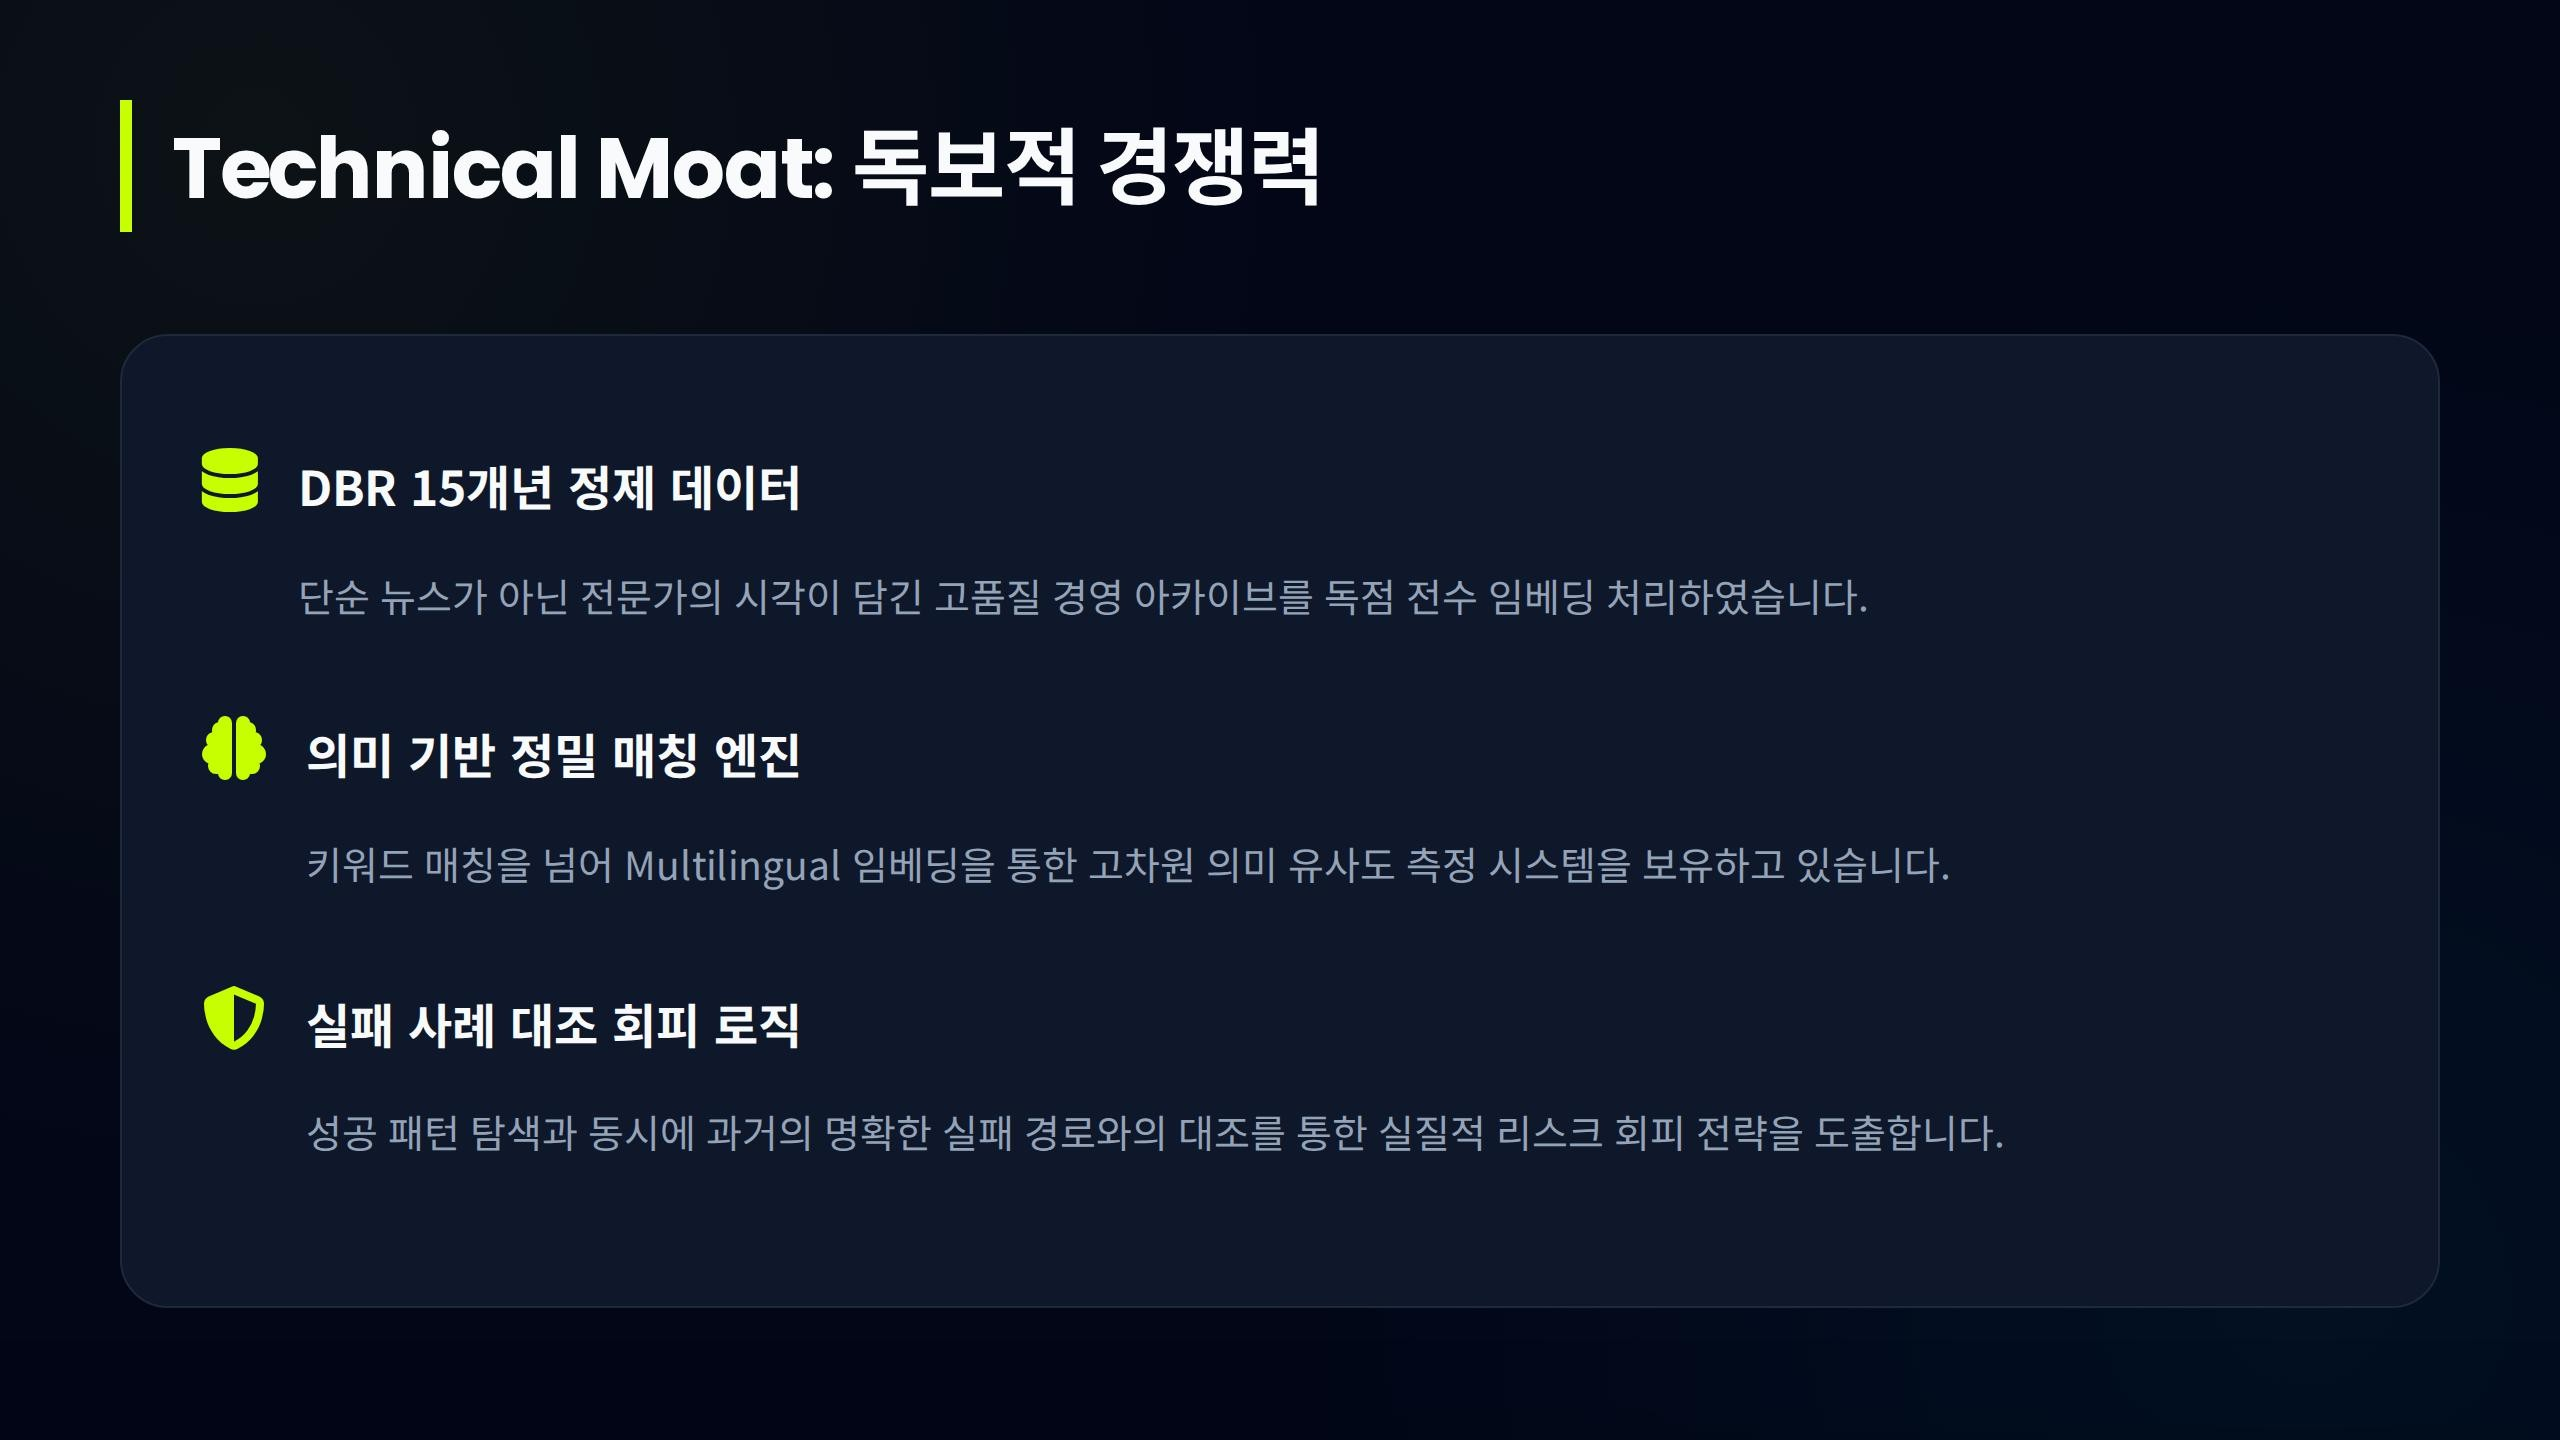 Technical Moat: 독보적 경쟁력
DBR 15개년 정제 데이터
단순 뉴스가 아닌 전문가의 시각이 담긴 고품질 경영 아카이브를 독점 전수 임베딩 처리하였습니다.
의미 기반 정밀 매칭 엔진
키워드 매칭을 넘어 Multilingual 임베딩을 통한 고차원 의미 유사도 측정 시스템을 보유하고 있습니다.
실패 사례 대조 회피 로직
성공 패턴 탐색과 동시에 과거의 명확한 실패 경로와의 대조를 통한 실질적 리스크 회피 전략을 도출합니다.